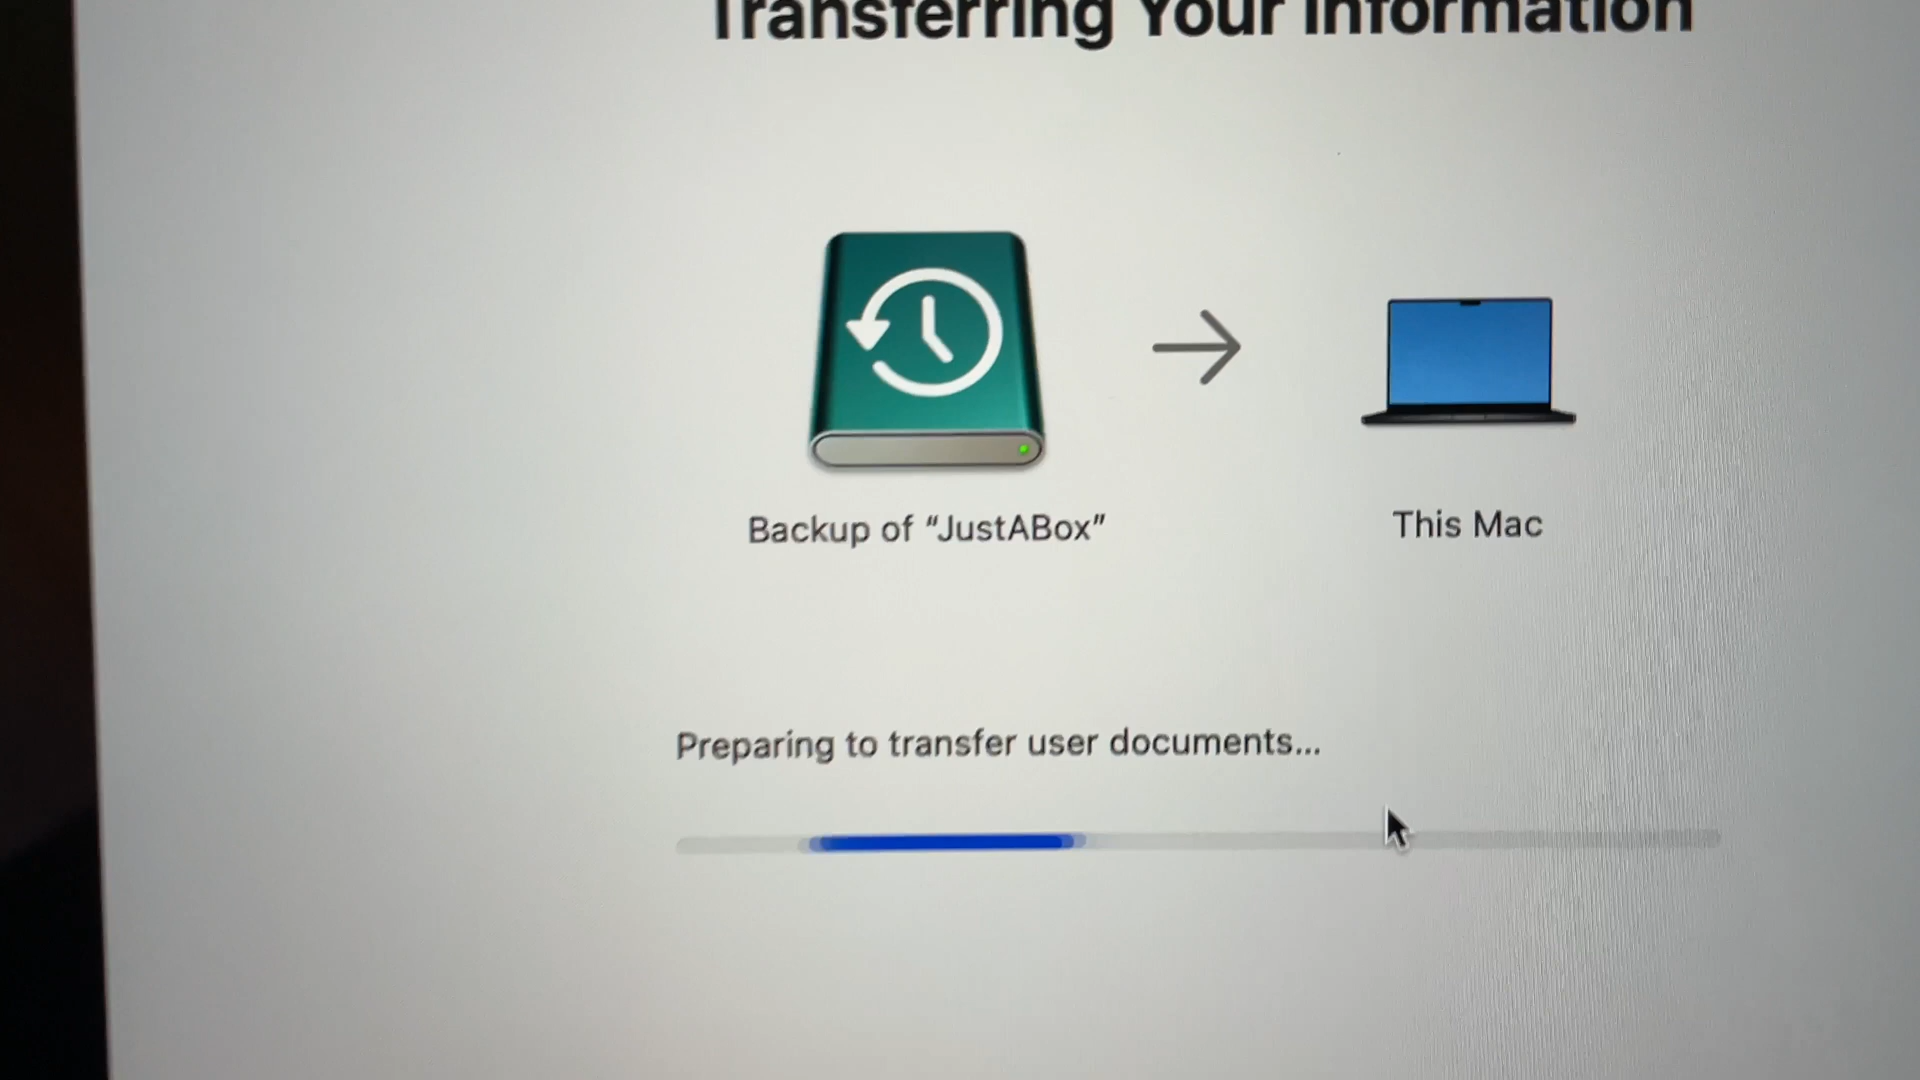 Transferring Your Information
Backup of “JustABox”
This Mac
Preparing to transfer user documents...